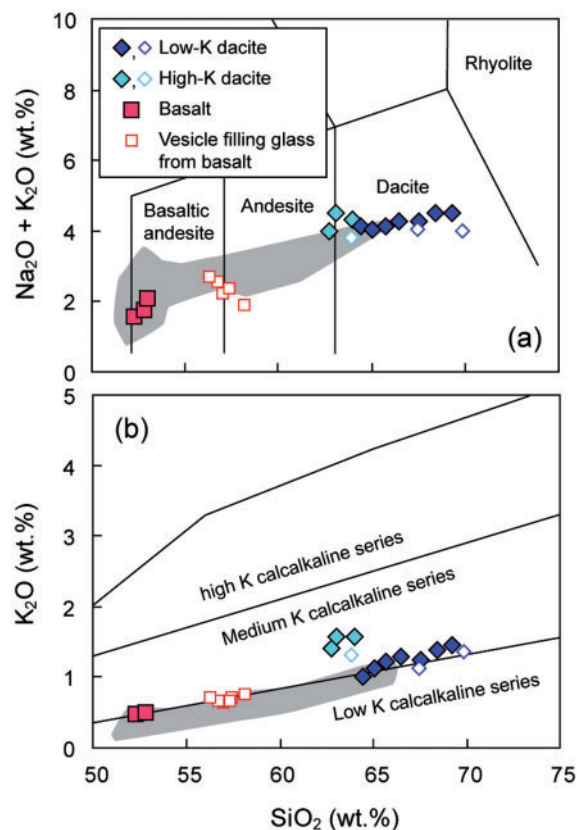 10
8
6
4
2
0
Na₂O + K₂O (wt.%)
, Low-K dacite
, High-K dacite
Basalt
Vesicle filling glass
from basalt
Rhyolite
Dacite
Andesite
Basaltic
andesite
(a)
5
4
3
2
1
0
K₂O (wt.%)
(b)
high K calcalkaline series
Medium K calcalkaline series
Low K calcalkaline series
50 55 60 65 70 75
SiO₂ (wt.%)